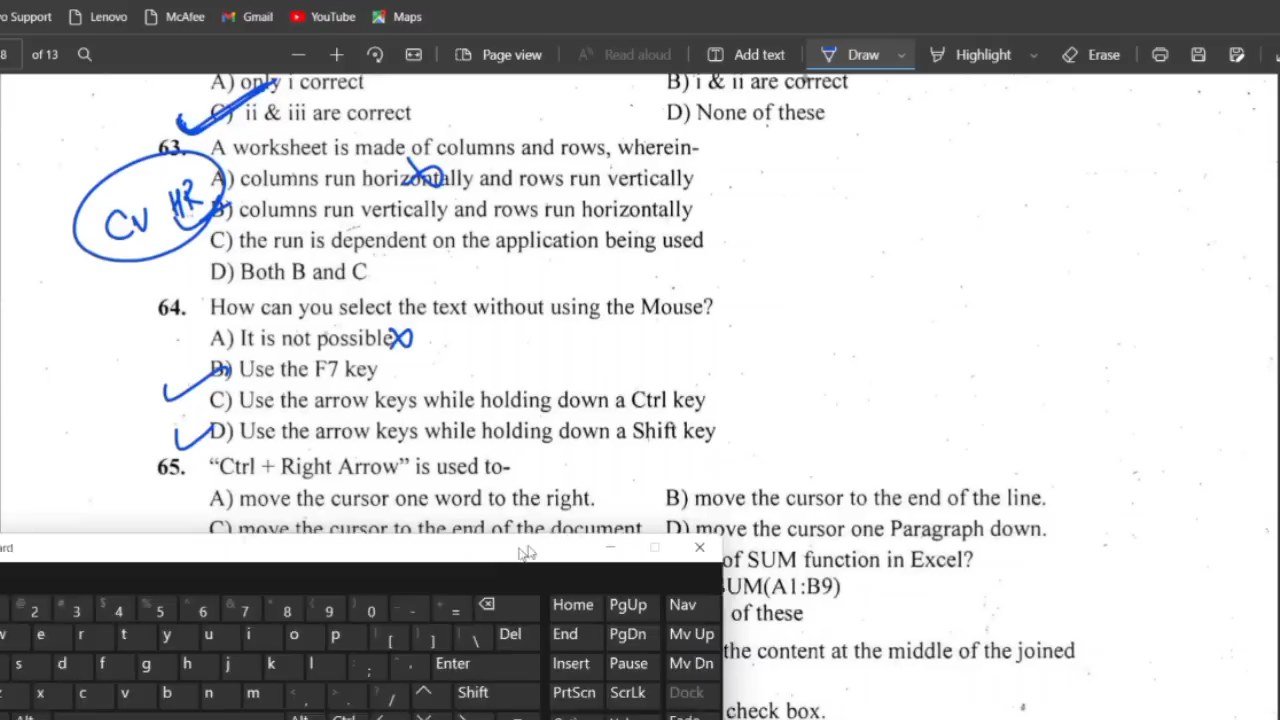 vo Support Lenovo McAfee Gmail YouTube Maps
8 of 13 Page view Read aloud Add text Draw Highlight Erase
A) only i correct B) i & ii are correct
C) ii & iii are correct D) None of these
63. A worksheet is made of columns and rows, wherein-
A) columns run horizontally and rows run vertically
CV HR
B) columns run vertically and rows run horizontally
C) the run is dependent on the application being used
D) Both B and C
64. How can you select the text without using the Mouse?
A) It is not possible
B) Use the F7 key
C) Use the arrow keys while holding down a Ctrl key
D) Use the arrow keys while holding down a Shift key
65. “Ctrl + Right Arrow” is used to-
A) move the cursor one word to the right. B) move the cursor to the end of the line.
C) move the cursor to the end of the document D) move the cursor one Paragraph down.
ard
of SUM function in Excel?
SUM(A1:B9)
of these
the content at the middle of the joined
check box.
@ 2 # 3 $ 4 % 5 ^ 6 & 7 * 8 ( 9 ) 0 _ - + = Home PgUp Nav
w e r t y u i o p { [ } ] | \ Del End PgDn Mv Up
s d f g h j k l : ; " ' Enter Insert Pause Mv Dn
z x c v b n m < , > . ? / Shift PrtScn ScrLk Dock
Alt Alt Ctrl